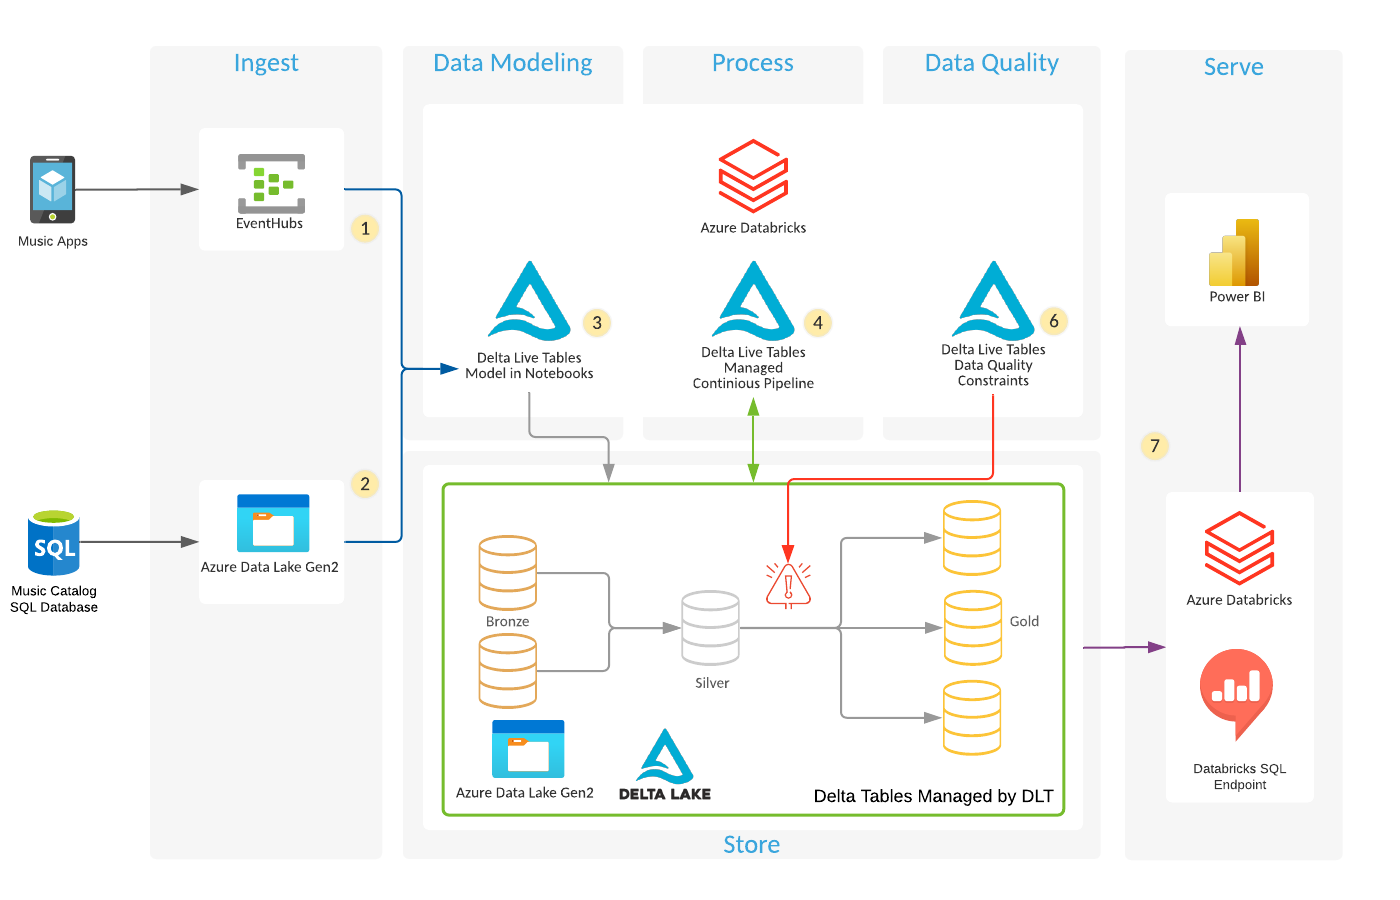 Ingest
Data Modeling
Process
Data Quality
Serve
EventHubs
1
Music Apps
Azure Databricks
Power BI
3
4
6
Delta Live Tables
Model in Notebooks
Delta Live Tables
Managed
Continious Pipeline
Delta Live Tables
Data Quality
Constraints
7
2
SQL
Azure Data Lake Gen2
Music Catalog
SQL Database
Bronze
Silver
Gold
Azure Data Lake Gen2
DELTA LAKE
Delta Tables Managed by DLT
Store
Azure Databricks
Databricks SQL
Endpoint